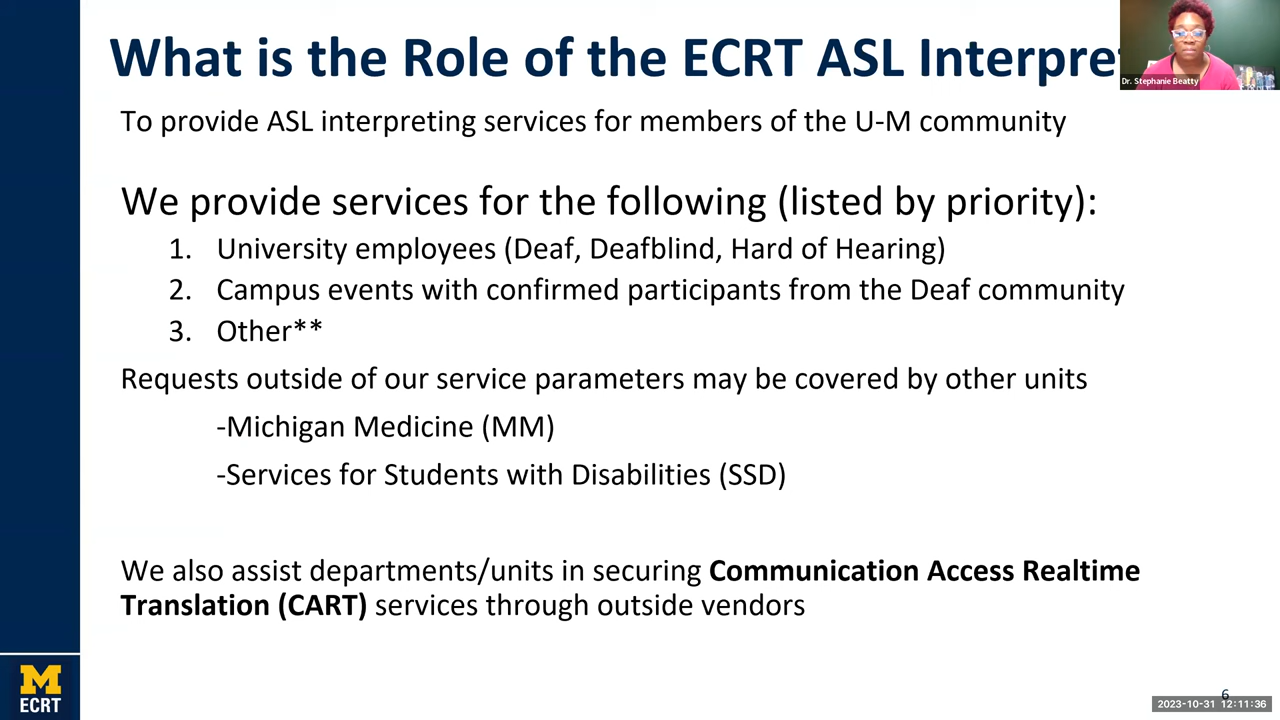 What is the Role of the ECRT ASL Interpre
Dr. Stephanie Beatty
To provide ASL interpreting services for members of the U-M community
We provide services for the following (listed by priority):
1. University employees (Deaf, Deafblind, Hard of Hearing)
2. Campus events with confirmed participants from the Deaf community
3. Other**
Requests outside of our service parameters may be covered by other units
-Michigan Medicine (MM)
-Services for Students with Disabilities (SSD)
We also assist departments/units in securing Communication Access Realtime
Translation (CART) services through outside vendors
M
ECRT
6
2023-10-31 12:11:36